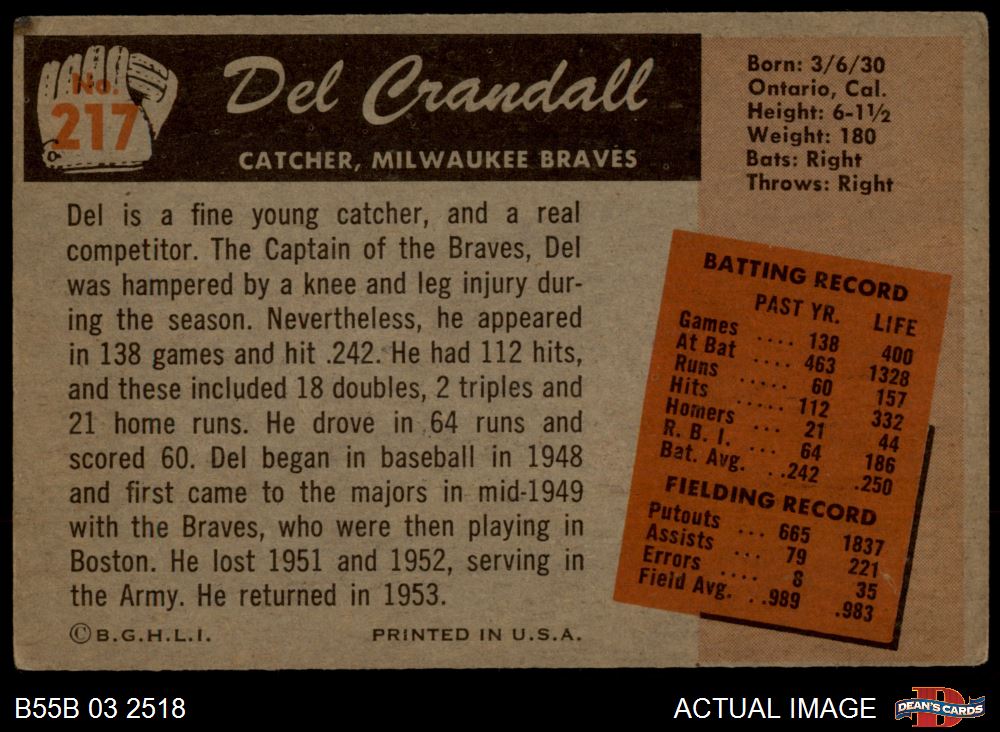 No.
217
Del Crandall
CATCHER, MILWAUKEE BRAVES
Born: 3/6/30
Ontario, Cal.
Height: 6-1½
Weight: 180
Bats: Right
Throws: Right
Del is a fine young catcher, and a real
competitor. The Captain of the Braves, Del
was hampered by a knee and leg injury dur-
ing the season. Nevertheless, he appeared
in 138 games and hit .242. He had 112 hits,
and these included 18 doubles, 2 triples and
21 home runs. He drove in 64 runs and
scored 60. Del began in baseball in 1948
and first came to the majors in mid-1949
with the Braves, who were then playing in
Boston. He lost 1951 and 1952, serving in
the Army. He returned in 1953.
©B.G.H.L.I. PRINTED IN U.S.A.
BATTING RECORD
PAST YR. LIFE
Games .... 138 400
At Bat .... 463 1328
Runs ..... 60 157
Hits ..... 112 332
Homers ... 21 44
R. B. I. .... 64 186
Bat. Avg. ..242 .250
FIELDING RECORD
Putouts ... 665 1837
Assists ... 79 221
Errors .... 8 35
Field Avg. ..989 .983
B55B 03 2518 ACTUAL IMAGE
D
DEAN'S CARDS